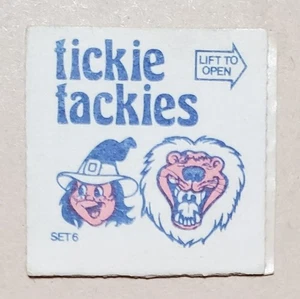 tickie
tackies
LIFT TO
OPEN
SET 6